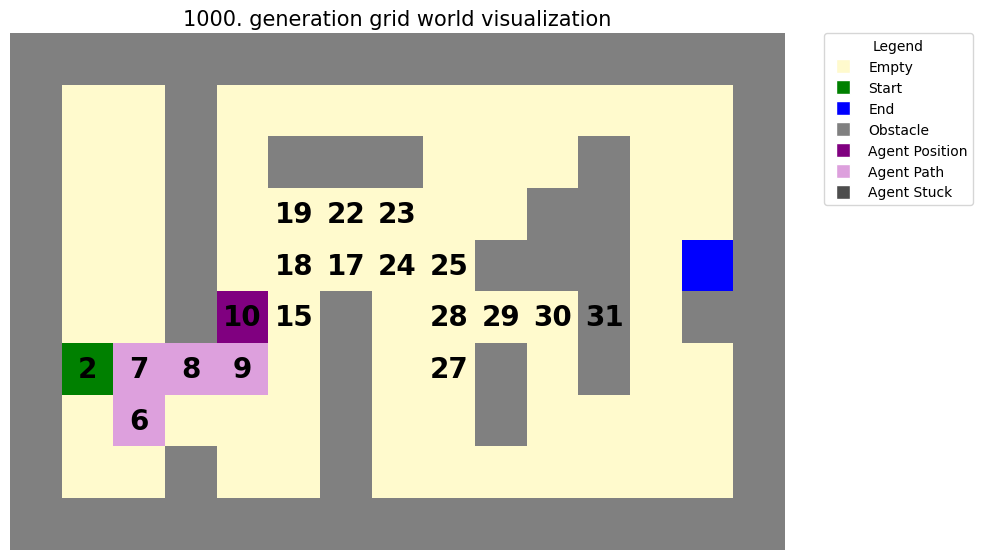 1000. generation grid world visualization
Legend
Empty
Start
End
Obstacle
Agent Position
Agent Path
Agent Stuck
19 22 23
18 17 24 25
10 15 28 29 30 31
2 7 8 9 27
6